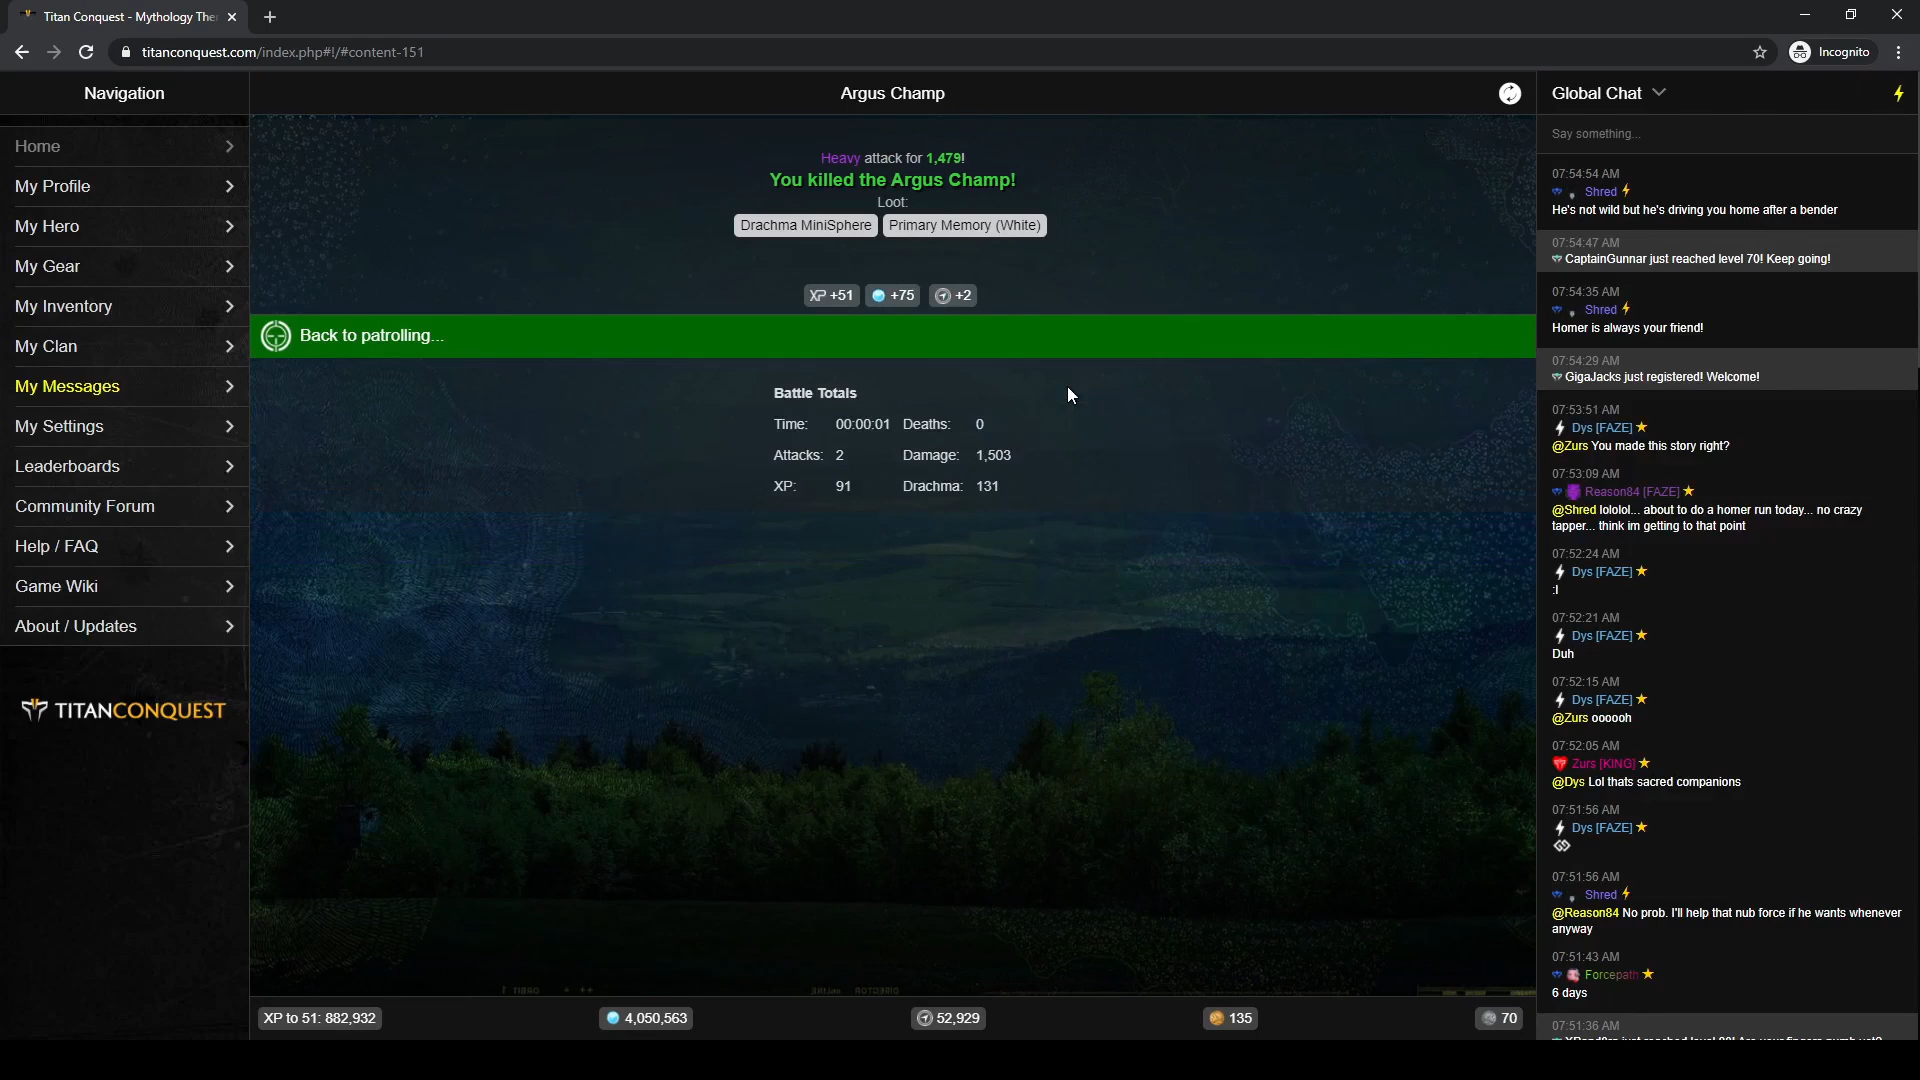 Titan Conquest - Mythology The
titanconquest.com/index.php#!/#content-151
Incognito
Navigation
Home
My Profile
My Hero
My Gear
My Inventory
My Clan
My Messages
My Settings
Leaderboards
Community Forum
Help / FAQ
Game Wiki
About / Updates
TITANCONQUEST
Argus Champ
Heavy attack for 1,479!
You killed the Argus Champ!
Loot:
Drachma MiniSphere Primary Memory (White)
XP +51 +75 +2
Back to patrolling...
Battle Totals
Time: 00:00:01 Deaths: 0
Attacks: 2 Damage: 1,503
XP: 91 Drachma: 131
XP to 51: 882,932 4,050,563 52,929 135 70
Global Chat
Say something...
07:54:54 AM
Shred
He's not wild but he's driving you home after a bender
07:54:47 AM
CaptainGunnar just reached level 70! Keep going!
07:54:35 AM
Shred
Homer is always your friend!
07:54:29 AM
GigaJacks just registered! Welcome!
07:53:51 AM
Dys [FAZE]
@Zurs You made this story right?
07:53:09 AM
Reason84 [FAZE]
@Shred lololol... about to do a homer run today... no crazy
tapper... think im getting to that point
07:52:24 AM
Dys [FAZE]
:l
07:52:21 AM
Dys [FAZE]
Duh
07:52:15 AM
Dys [FAZE]
@Zurs oooooh
07:52:05 AM
Zurs [KING]
@Dys Lol thats sacred companions
07:51:56 AM
Dys [FAZE]
07:51:56 AM
Shred
@Reason84 No prob. I'll help that nub force if he wants whenever
anyway
07:51:43 AM
Forcepath
6 days
07:51:36 AM